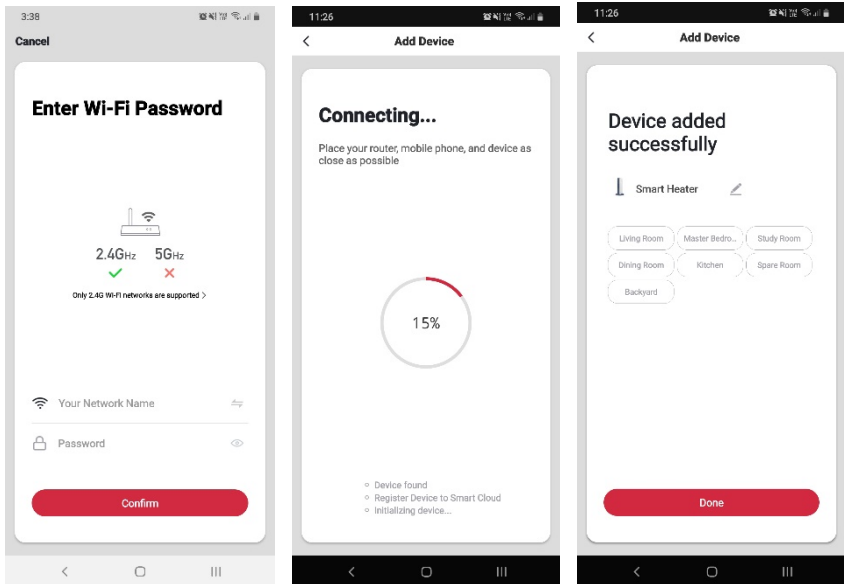 3:38
Cancel
Enter Wi-Fi Password
2.4GHz 5GHz
Only 2.4G Wi-Fi networks are supported >
Your Network Name
Password
Confirm
11:26
Add Device
Connecting...
Place your router, mobile phone, and device as
close as possible
15%
Device found
Register Device to Smart Cloud
Initializing device...
11:26
Add Device
Device added
successfully
Smart Heater
Living Room Master Bedro... Study Room
Dining Room Kitchen Spare Room
Backyard
Done